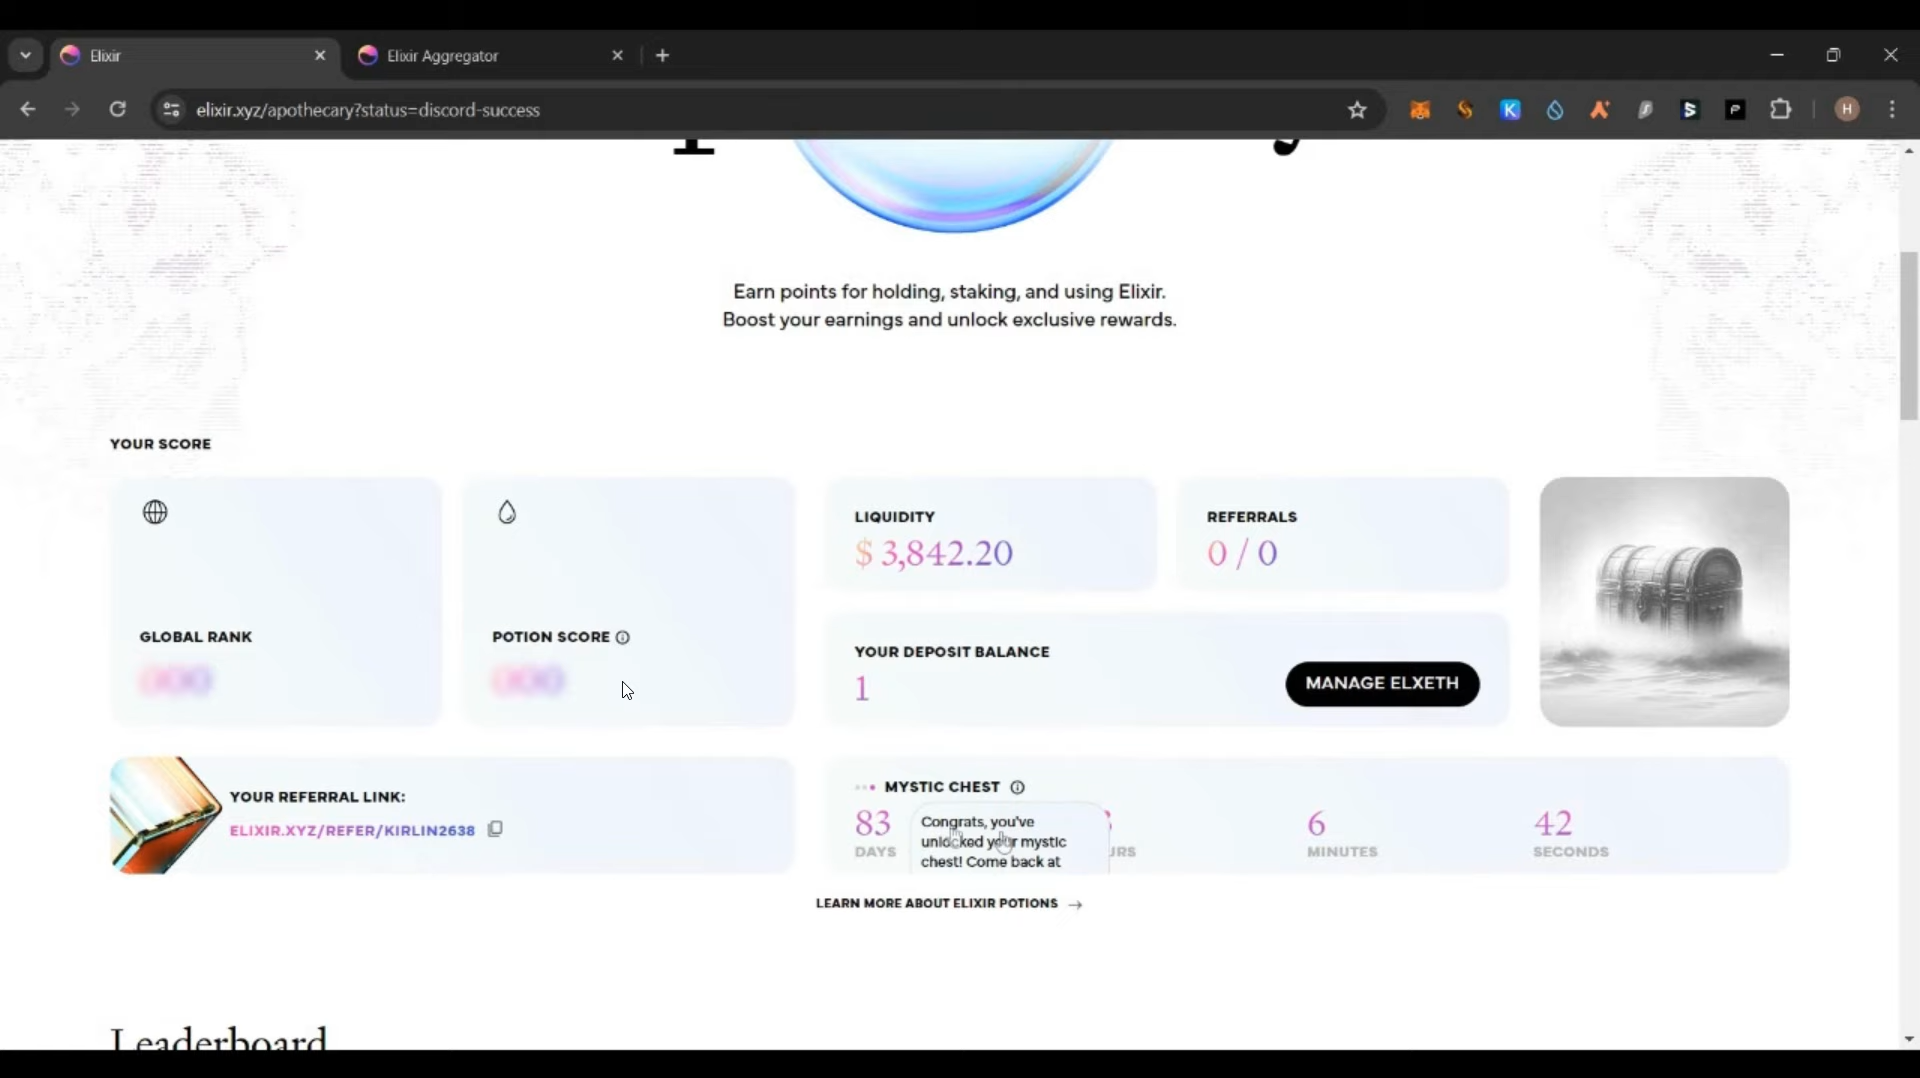 Elixir
Elixir Aggregator
elixir.xyz/apothecary?status=discord-success
Earn points for holding, staking, and using Elixir.
Boost your earnings and unlock exclusive rewards.
YOUR SCORE
GLOBAL RANK
POTION SCORE
LIQUIDITY
$ 3,842.20
REFERRALS
0 / 0
YOUR DEPOSIT BALANCE
1
MANAGE ELXETH
YOUR REFERRAL LINK:
ELIXIR.XYZ/REFER/KIRLIN2638
MYSTIC CHEST
83
DAYS
Congrats, you've
unlocked your mystic
chest! Come back at
6
MINUTES
42
SECONDS
LEARN MORE ABOUT ELIXIR POTIONS →
Leaderboard